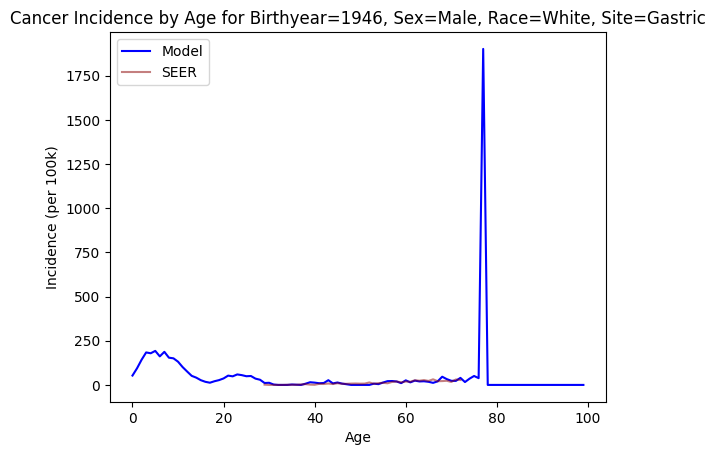 Cancer Incidence by Age for Birthyear=1946, Sex=Male, Race=White, Site=Gastric
Model
SEER
1750
1500
1250
1000
750
500
250
0
Incidence (per 100k)
0 20 40 60 80 100
Age